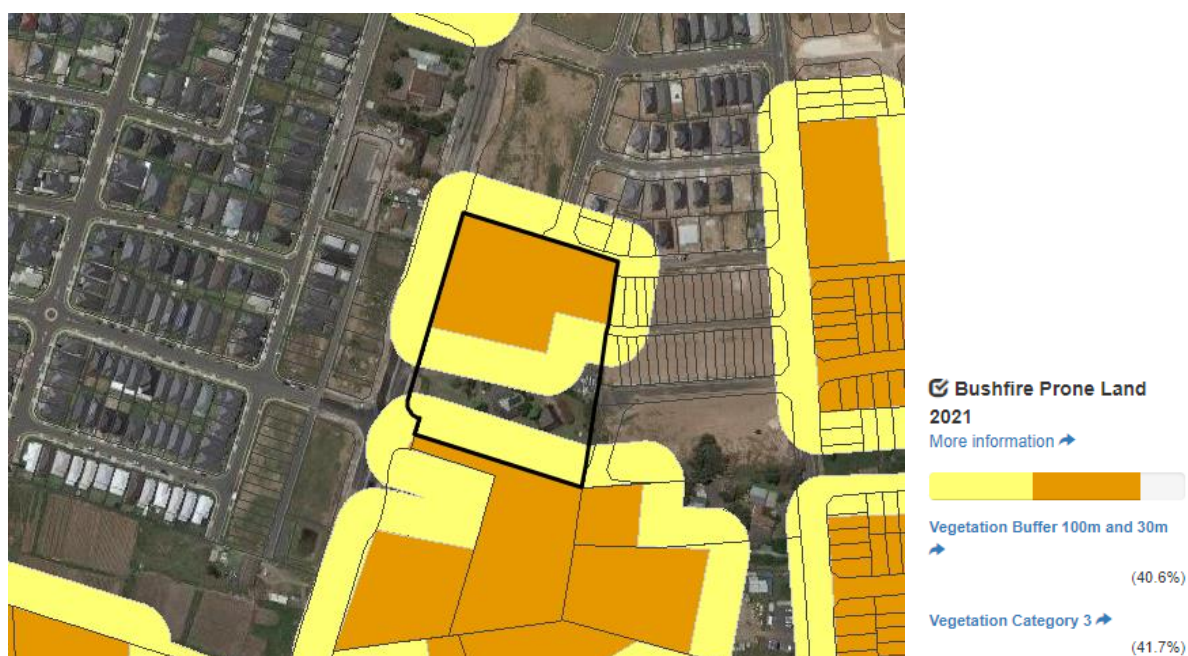 Bushfire Prone Land
2021
More information
Vegetation Buffer 100m and 30m
(40.6%)
Vegetation Category 3
(41.7%)